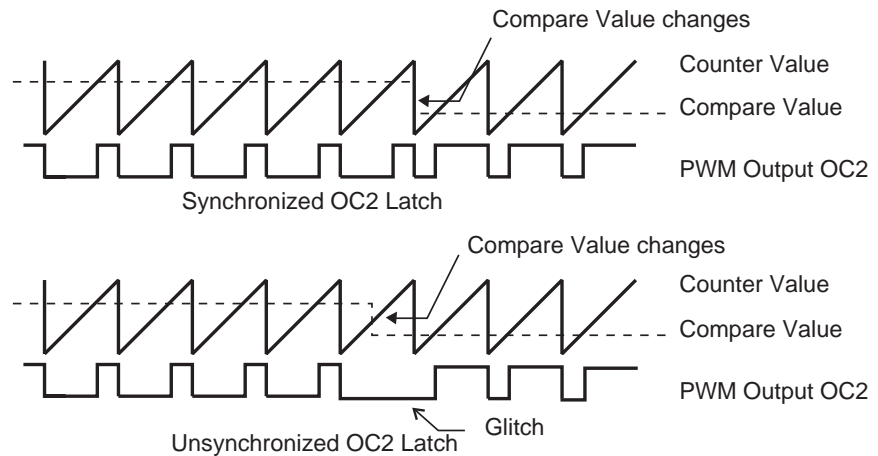 Compare Value changes
Counter Value
Compare Value
PWM Output OC2
Synchronized OC2 Latch
Compare Value changes
Counter Value
Compare Value
PWM Output OC2
Glitch
Unsynchronized OC2 Latch